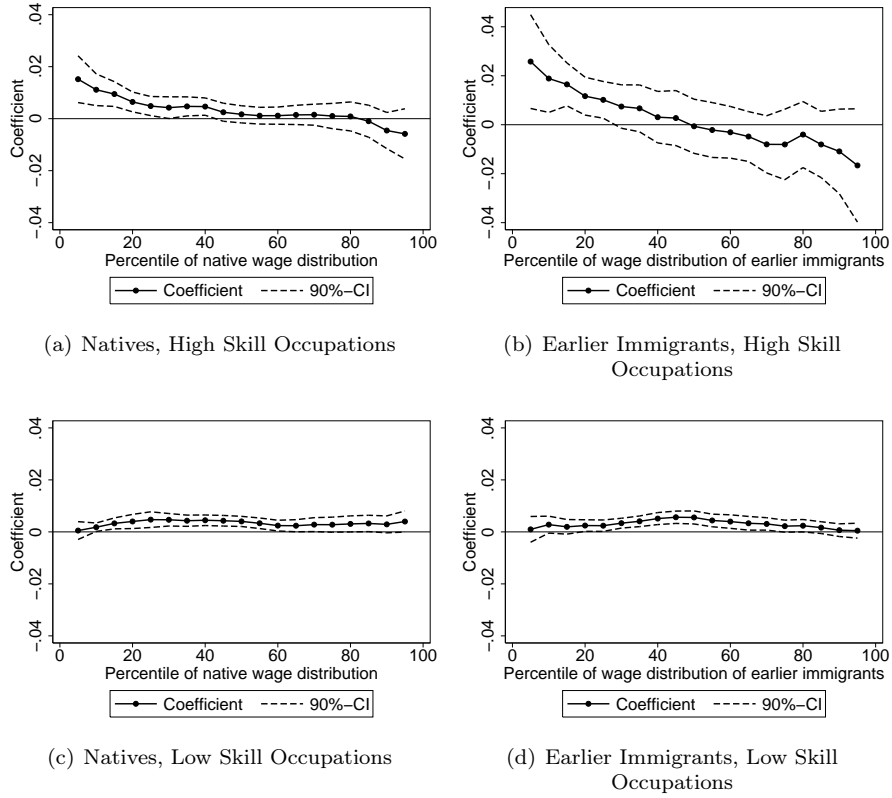 .04
.02
0
−.02
−.04
Coefficient
0 20 40 60 80 100
Percentile of native wage distribution
Coefficient 90%−CI
(a) Natives, High Skill Occupations
.04
.02
0
−.02
−.04
Coefficient
0 20 40 60 80 100
Percentile of wage distribution of earlier immigrants
Coefficient 90%−CI
(b) Earlier Immigrants, High Skill
Occupations
.04
.02
0
−.02
−.04
Coefficient
0 20 40 60 80 100
Percentile of native wage distribution
Coefficient 90%−CI
(c) Natives, Low Skill Occupations
.04
.02
0
−.02
−.04
Coefficient
0 20 40 60 80 100
Percentile of wage distribution of earlier immigrants
Coefficient 90%−CI
(d) Earlier Immigrants, Low Skill
Occupations